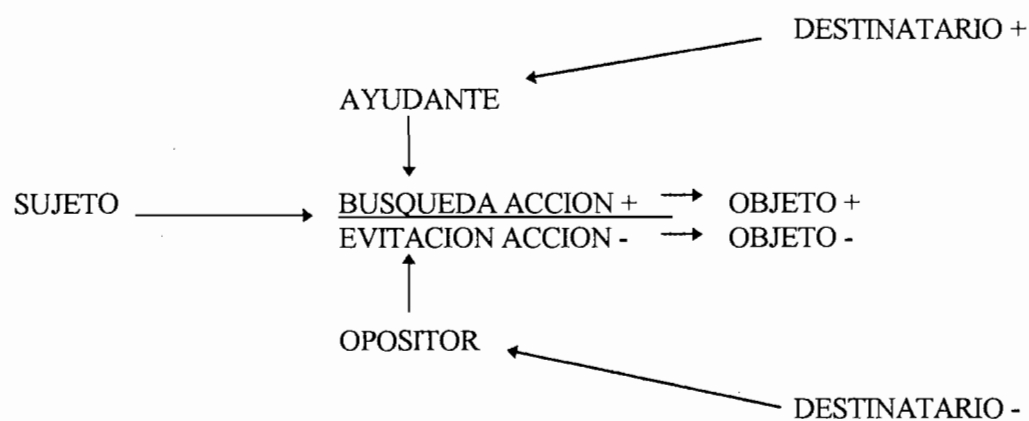 DESTINATARIO +
AYUDANTE
SUJETO
BUSQUEDA ACCION + OBJETO +
EVITACION ACCION - OBJETO -
OPOSITOR
DESTINATARIO -